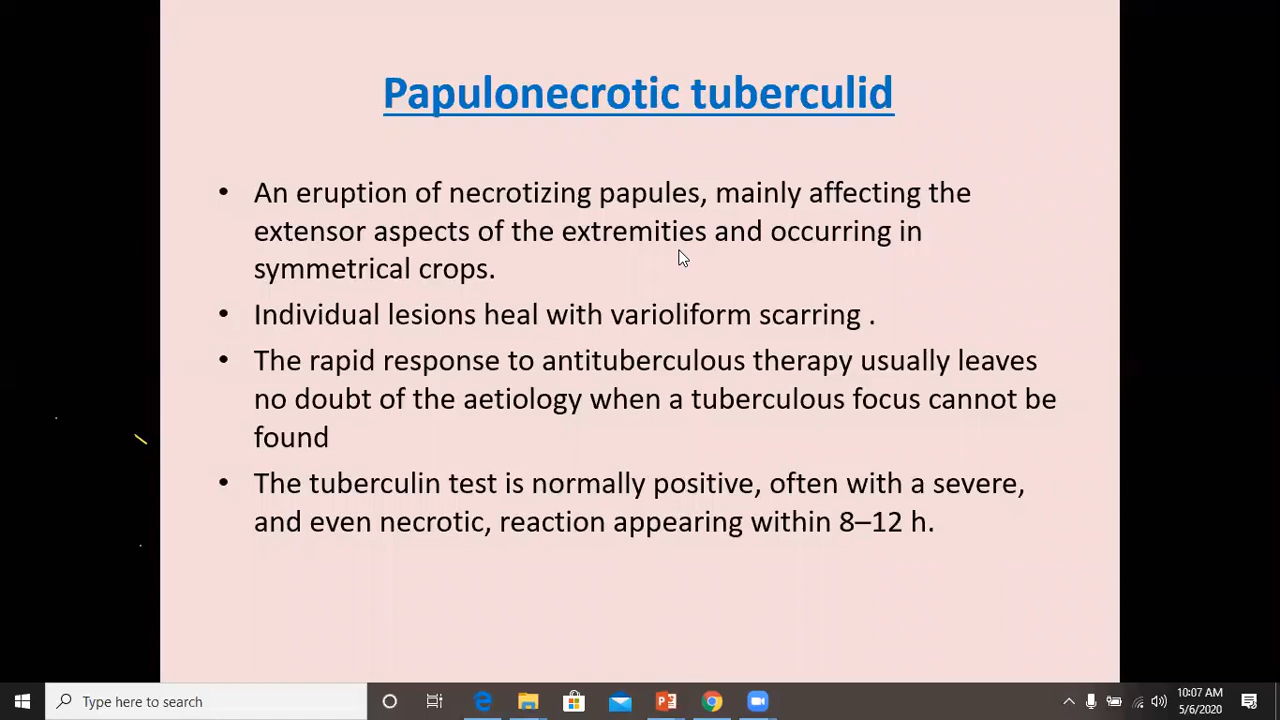 Papulonecrotic tuberculid
• An eruption of necrotizing papules, mainly affecting the
extensor aspects of the extremities and occurring in
symmetrical crops.
• Individual lesions heal with varioliform scarring .
• The rapid response to antituberculous therapy usually leaves
no doubt of the aetiology when a tuberculous focus cannot be
found
• The tuberculin test is normally positive, often with a severe,
and even necrotic, reaction appearing within 8–12 h.
Type here to search
10:07 AM
5/6/2020